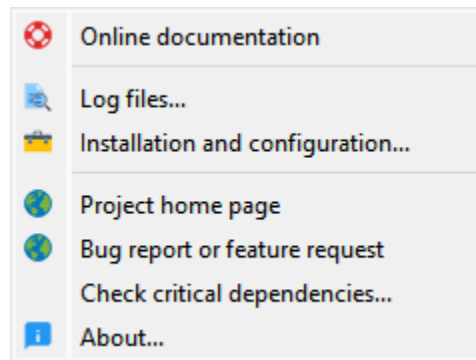 Online documentation
Log files...
Installation and configuration...
Project home page
Bug report or feature request
Check critical dependencies...
About...